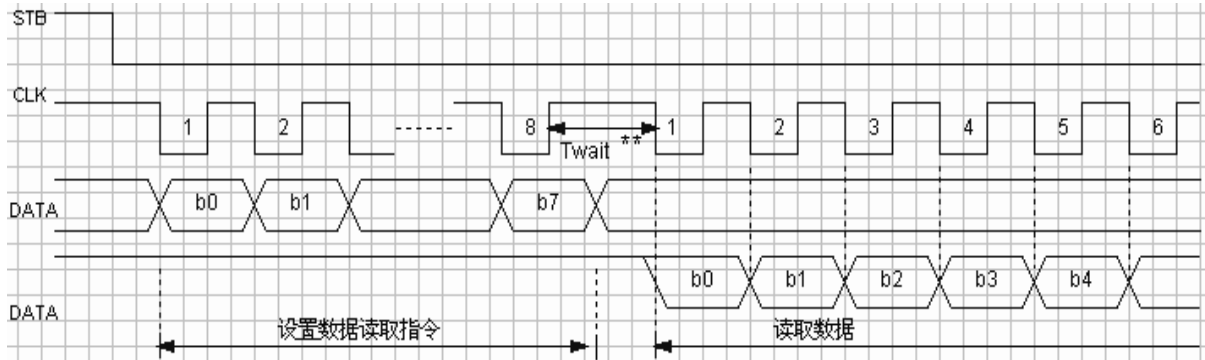 STB
CLK 1 2 ------ 8 1 2 3 4 5 6
Twait **
DATA b0 b1 b7
b0 b1 b2 b3 b4
DATA
设置数据读取指令 读取数据